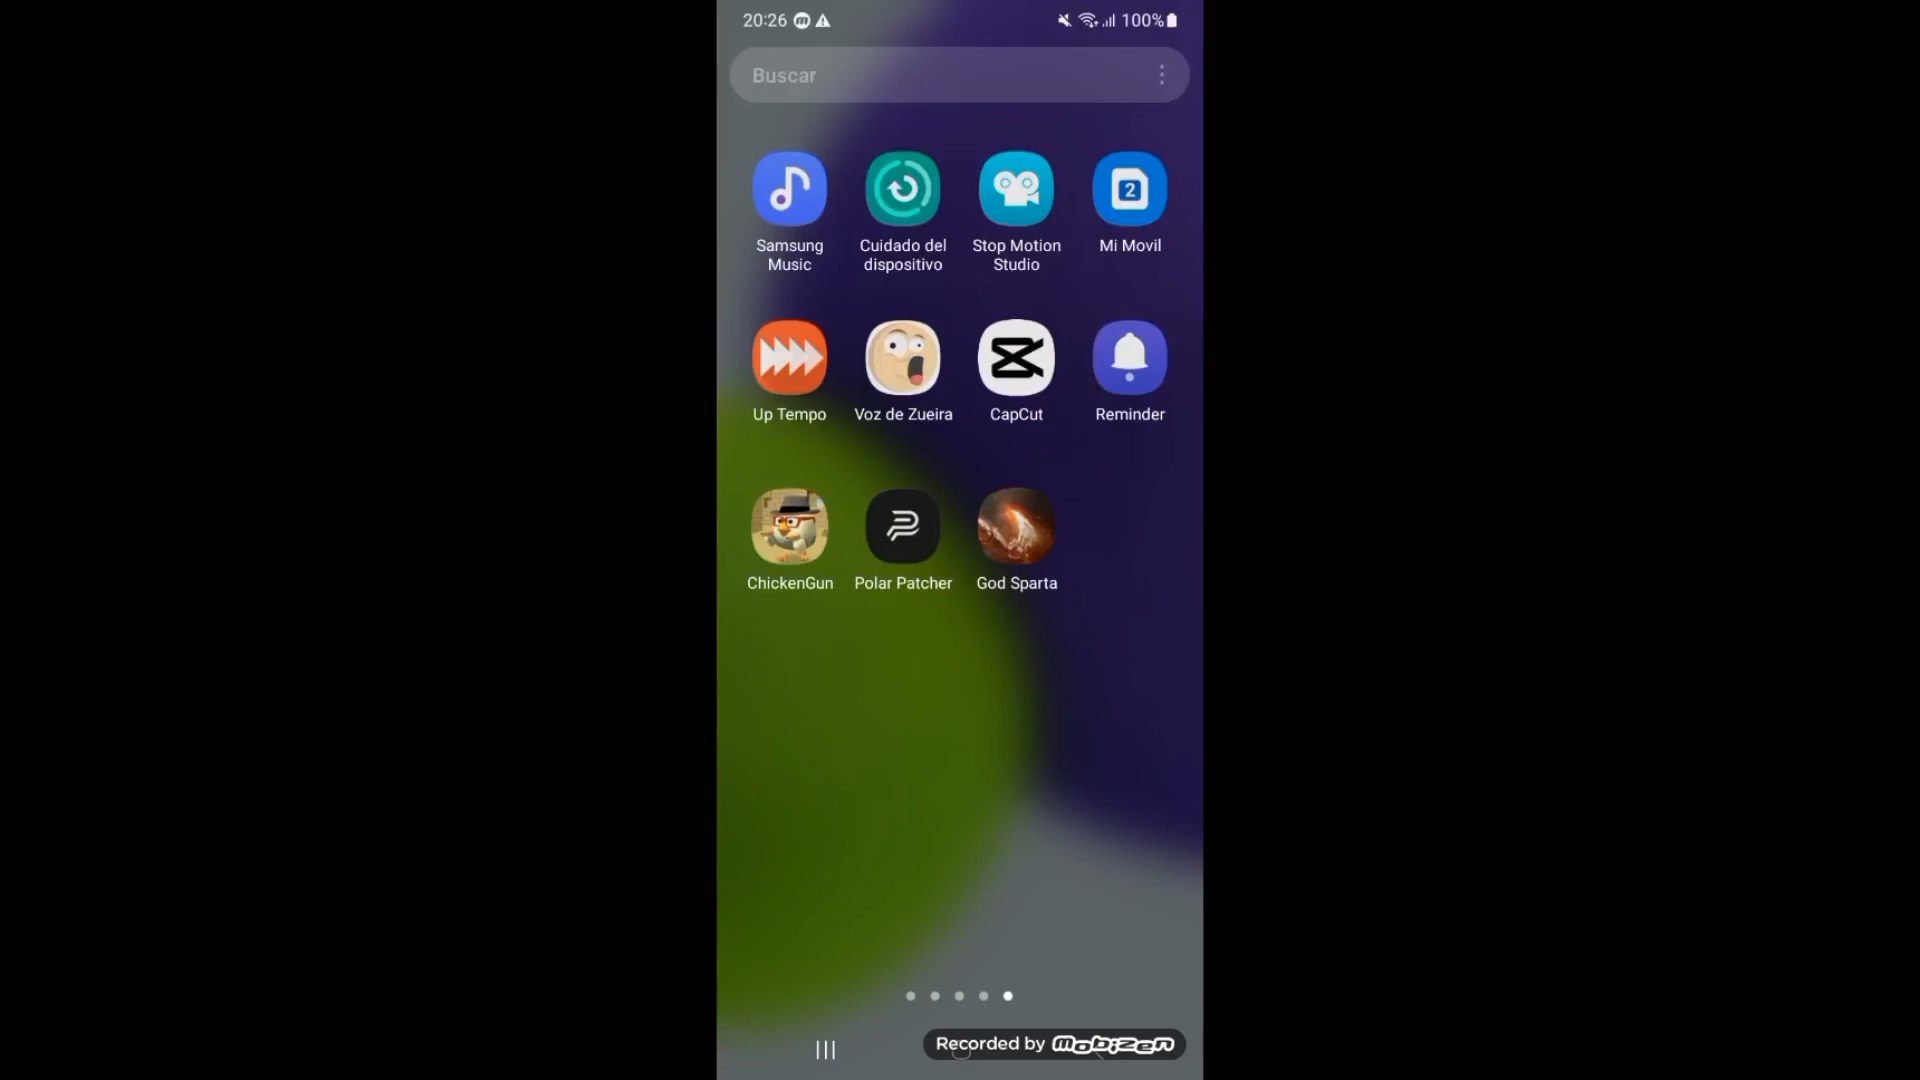 20:26
100%
Buscar
Samsung
Music
Cuidado del
dispositivo
Stop Motion
Studio
2
Mi Movil
Up Tempo
Voz de Zueira
CapCut
Reminder
ChickenGun
Polar Patcher
God Sparta
Recorded by Mobizen